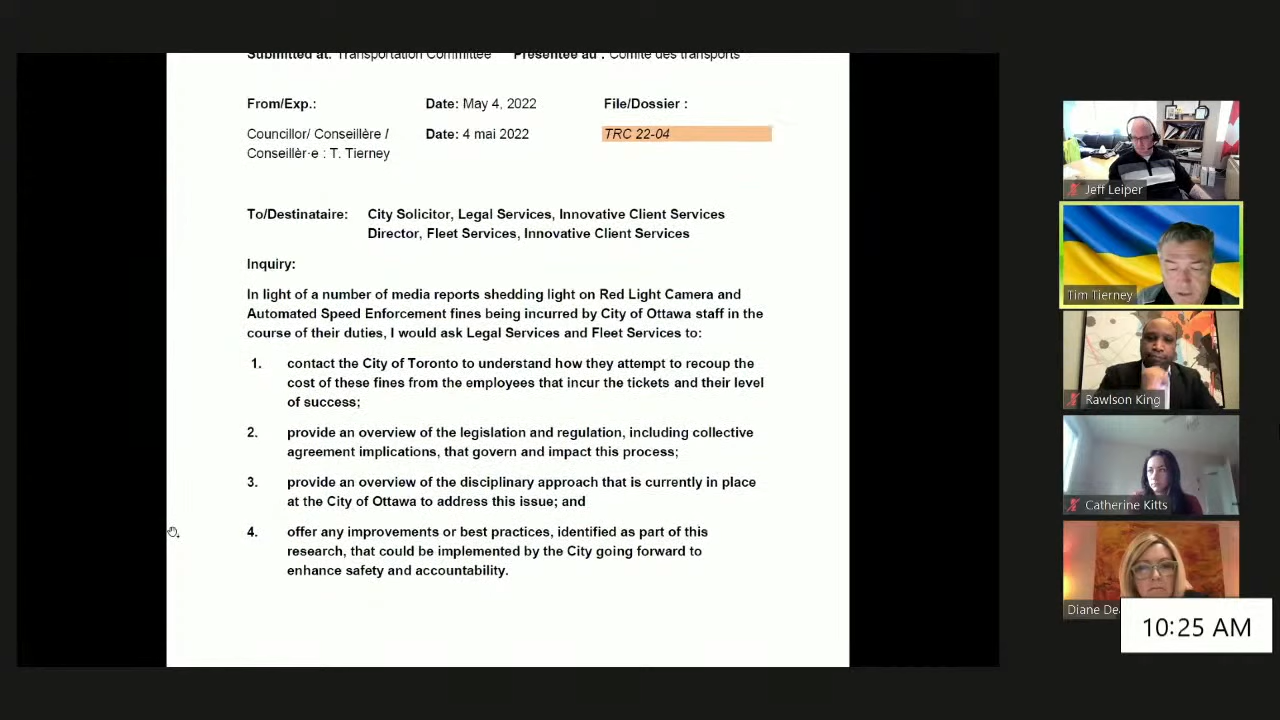 Submitted at: Transportation Committee Présentée au : Comité des transports
From/Exp.: Date: May 4, 2022 File/Dossier :
Councillor/ Conseillère / Date: 4 mai 2022 TRC 22-04
Conseillèr·e : T. Tierney
To/Destinataire: City Solicitor, Legal Services, Innovative Client Services
Director, Fleet Services, Innovative Client Services
Inquiry:
In light of a number of media reports shedding light on Red Light Camera and
Automated Speed Enforcement fines being incurred by City of Ottawa staff in the
course of their duties, I would ask Legal Services and Fleet Services to:
1. contact the City of Toronto to understand how they attempt to recoup the
cost of these fines from the employees that incur the tickets and their level
of success;
2. provide an overview of the legislation and regulation, including collective
agreement implications, that govern and impact this process;
3. provide an overview of the disciplinary approach that is currently in place
at the City of Ottawa to address this issue; and
4. offer any improvements or best practices, identified as part of this
research, that could be implemented by the City going forward to
enhance safety and accountability.
Jeff Leiper
Tim Tierney
Rawlson King
Catherine Kitts
Diane
10:25 AM